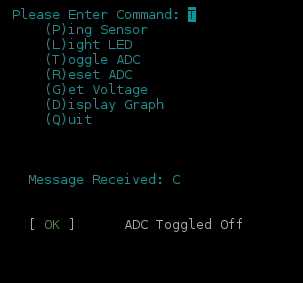 Please Enter Command: T
(P)ing Sensor
(L)ight LED
(T)oggle ADC
(R)eset ADC
(G)et Voltage
(D)isplay Graph
(Q)uit
Message Received: C
[ OK ] ADC Toggled Off